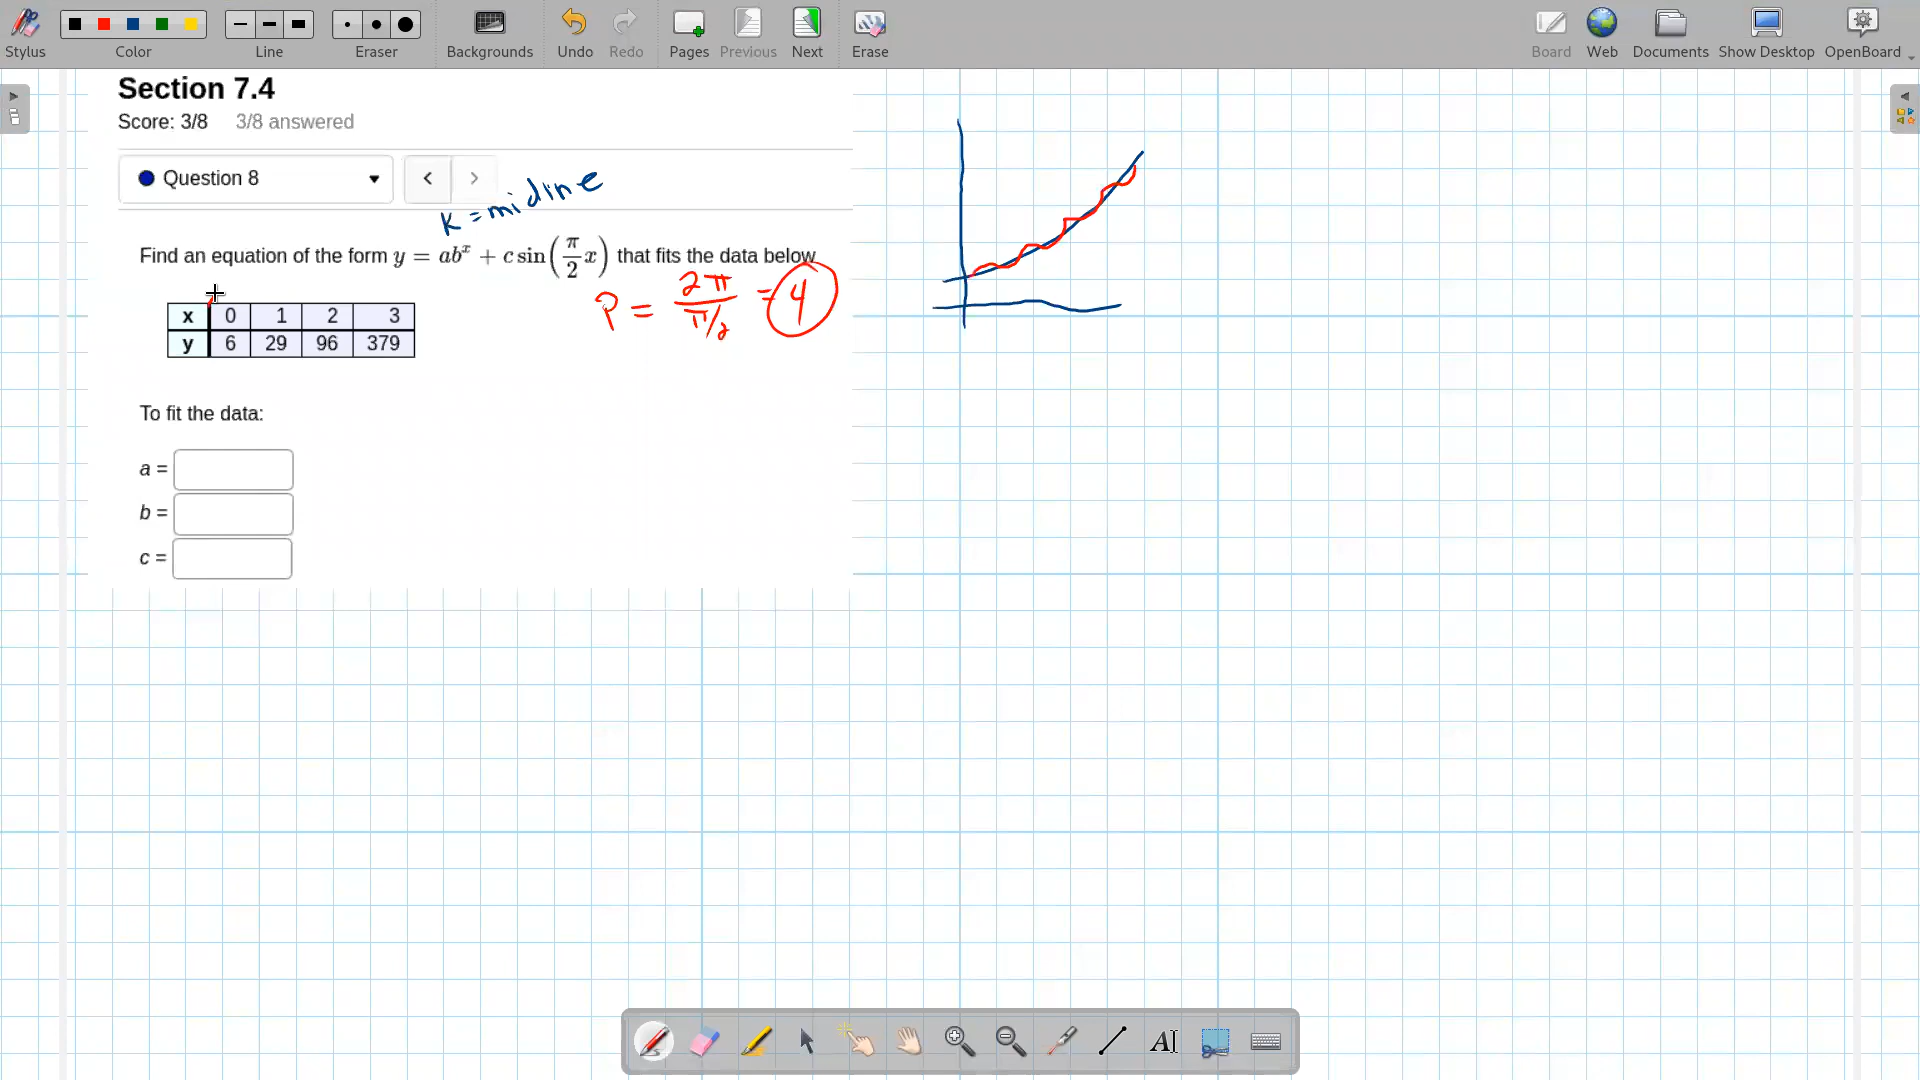 Stylus Color Line Eraser Backgrounds Undo Redo Pages Previous Next Erase Board Web Documents Show Desktop OpenBoard
Section 7.4
Score: 3/8 3/8 answered
Question 8 < >
k = midline
Find an equation of the form y = ab^x + c sin(π/2 x) that fits the data below
P = 2π / π/2 = 4
x 0 1 2 3
y 6 29 96 379
To fit the data:
a =
b =
c =